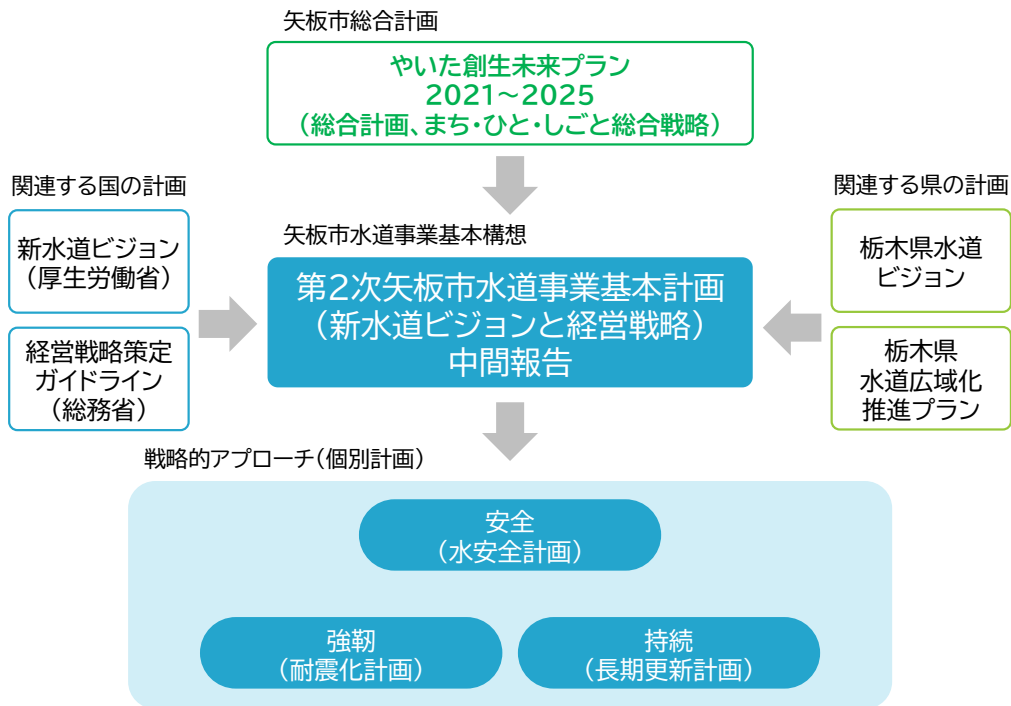 矢板市総合計画
やいた創生未来プラン
2021～2025
（総合計画、まち・ひと・しごと総合戦略）
関連する国の計画
新水道ビジョン
（厚生労働省）
経営戦略策定
ガイドライン
（総務省）
矢板市水道事業基本構想
第2次矢板市水道事業基本計画
（新水道ビジョンと経営戦略）
中間報告
関連する県の計画
栃木県水道
ビジョン
栃木県
水道広域化
推進プラン
戦略的アプローチ（個別計画）
安全
（水安全計画）
強靭
（耐震化計画）
持続
（長期更新計画）